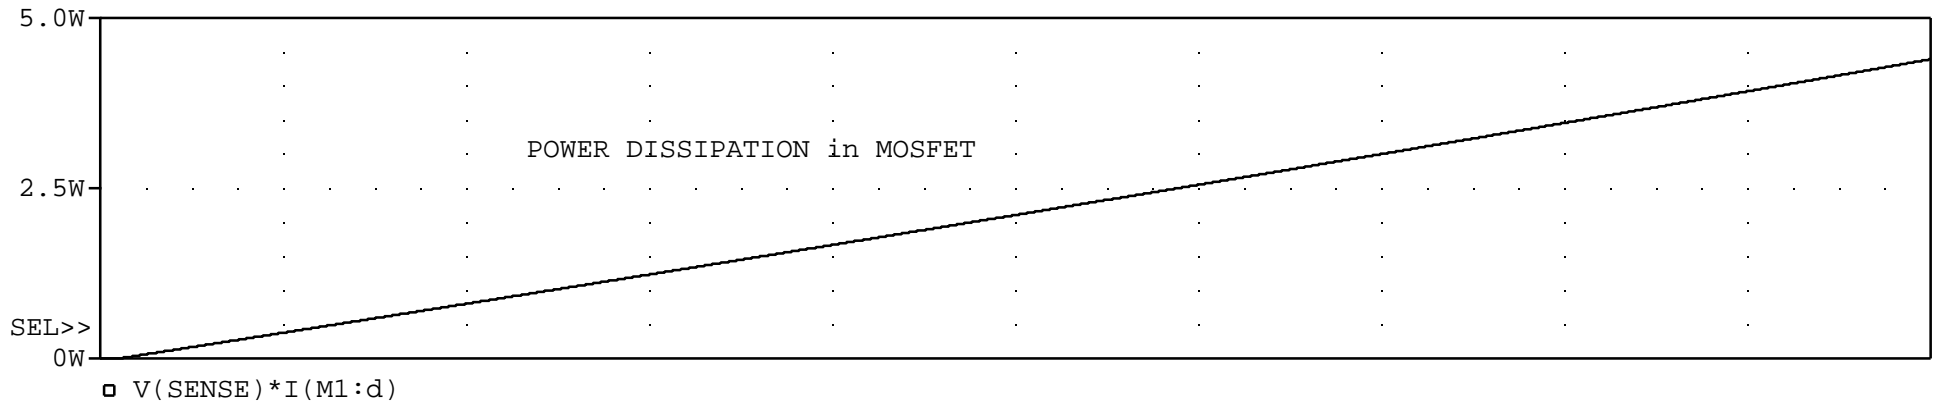 5.0W
POWER DISSIPATION in MOSFET
2.5W
SEL>>
0W
V(SENSE)*I(M1:d)